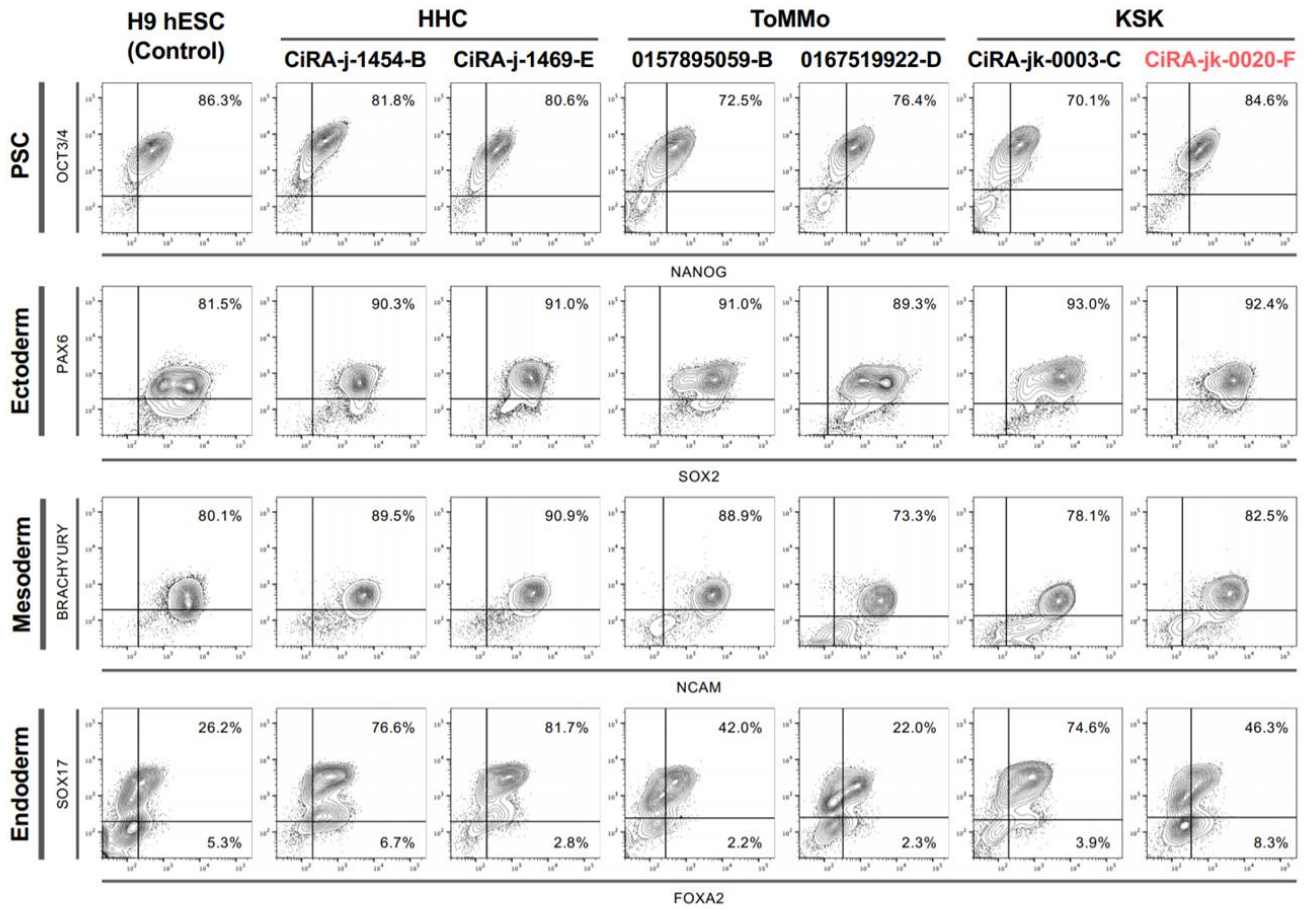 H9 hESC
(Control)
HHC
ToMMo
KSK
CiRA-j-1454-B
CiRA-j-1469-E
0157895059-B
0167519922-D
CiRA-jk-0003-C
CiRA-jk-0020-F
PSC
OCT3/4
86.3%
81.8%
80.6%
72.5%
76.4%
70.1%
84.6%
NANOG
Ectoderm
PAX6
81.5%
90.3%
91.0%
91.0%
89.3%
93.0%
92.4%
SOX2
Mesoderm
BRACHYURY
80.1%
89.5%
90.9%
88.9%
73.3%
78.1%
82.5%
NCAM
Endoderm
SOX17
26.2%
76.6%
81.7%
42.0%
22.0%
74.6%
46.3%
5.3%
6.7%
2.8%
2.2%
2.3%
3.9%
8.3%
FOXA2